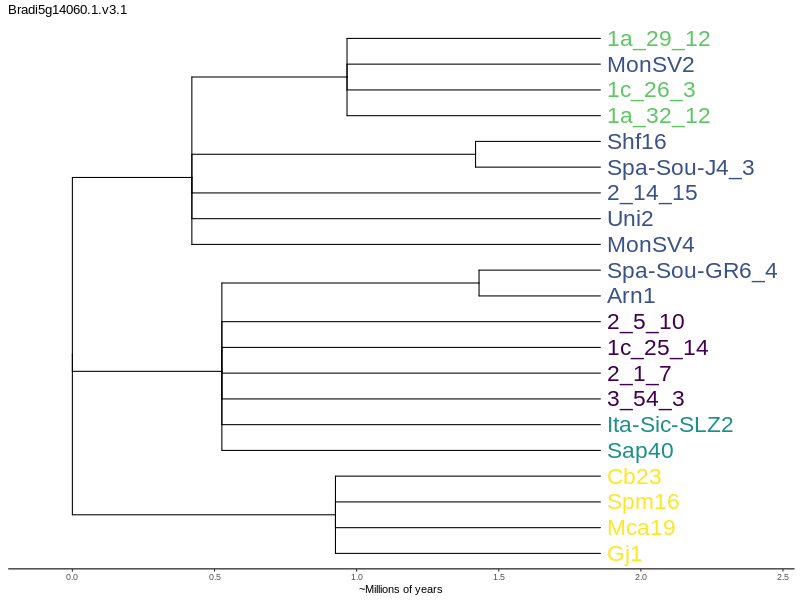 Bradi5g14060.1.v3.1
1a_29_12
MonSV2
1c_26_3
1a_32_12
Shf16
Spa-Sou-J4_3
2_14_15
Uni2
MonSV4
Spa-Sou-GR6_4
Arn1
2_5_10
1c_25_14
2_1_7
3_54_3
Ita-Sic-SLZ2
Sap40
Cb23
Spm16
Mca19
Gj1
0.0 0.5 1.0 1.5 2.0 2.5
~Millions of years